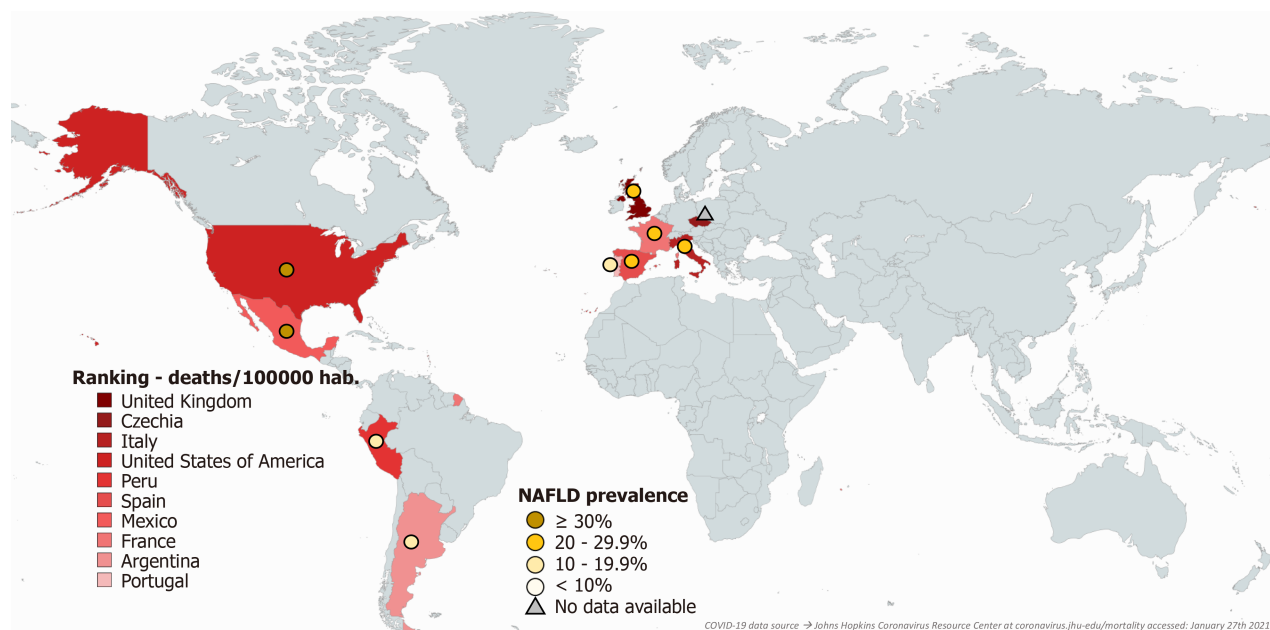 Ranking - deaths/100000 hab.
United Kingdom
Czechia
Italy
United States of America
Peru
Spain
Mexico
France
Argentina
Portugal
NAFLD prevalence
≥ 30%
20 - 29.9%
10 - 19.9%
< 10%
No data available
COVID-19 data source → Johns Hopkins Coronavirus Resource Center at coronavirus.jhu-edu/mortality accessed: January 27th 2021